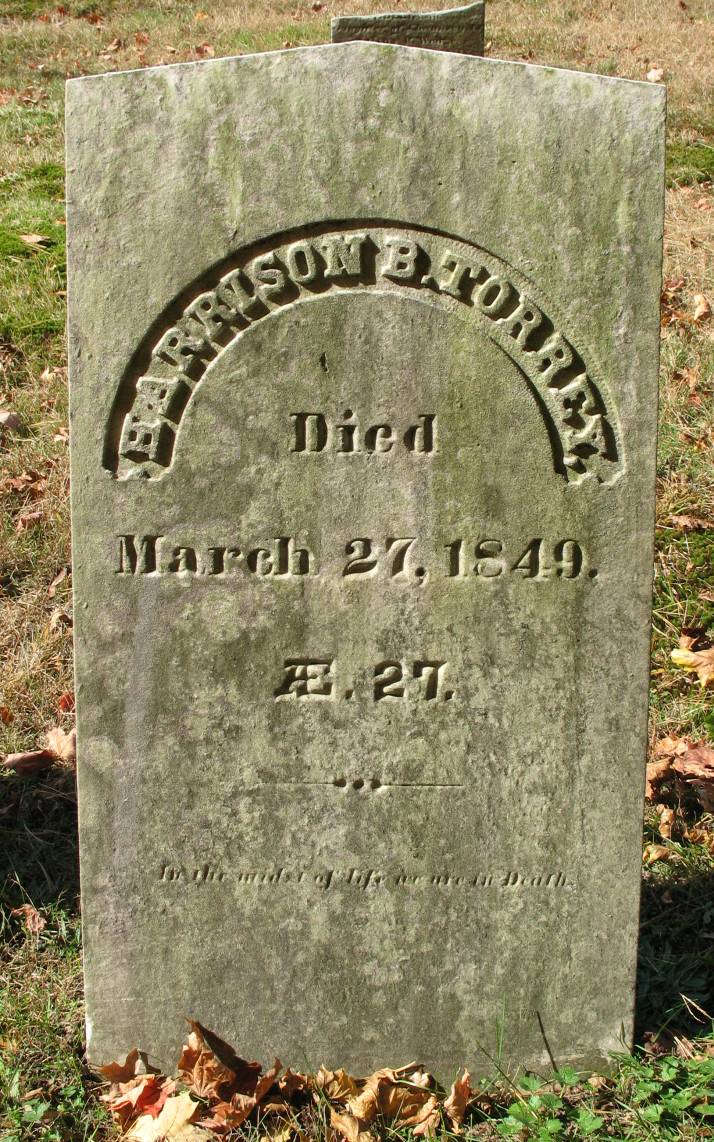 HARRISON B. TORREY
Died
March 27, 1849.
Æ. 27.
In the midst of life we are in Death.